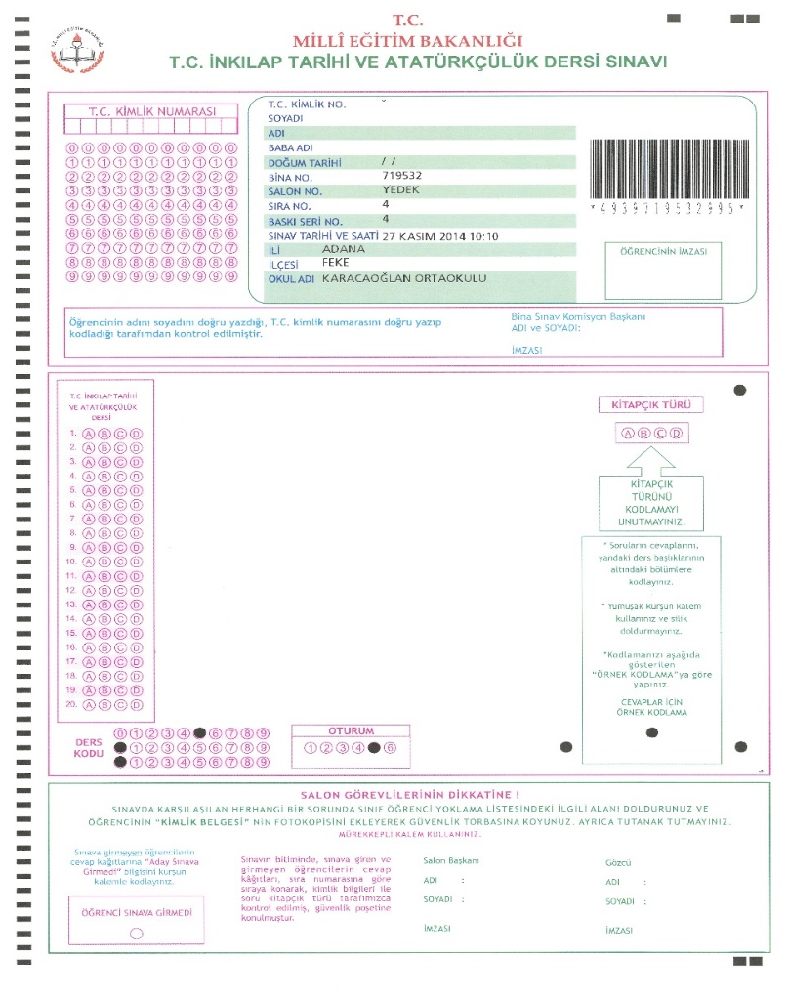 T.C.
MİLLÎ EĞİTİM BAKANLIĞI
T.C. İNKILAP TARİHİ VE ATATÜRKÇÜLÜK DERSİ SINAVI
T.C. KİMLİK NUMARASI
0 0 0 0 0 0 0 0 0 0 0
1 1 1 1 1 1 1 1 1 1 1
2 2 2 2 2 2 2 2 2 2 2
3 3 3 3 3 3 3 3 3 3 3
4 4 4 4 4 4 4 4 4 4 4
5 5 5 5 5 5 5 5 5 5 5
6 6 6 6 6 6 6 6 6 6 6
7 7 7 7 7 7 7 7 7 7 7
8 8 8 8 8 8 8 8 8 8 8
9 9 9 9 9 9 9 9 9 9 9
T.C. KİMLİK NO.
SOYADI
ADI
BABA ADI
DOĞUM TARİHİ / /
BİNA NO. 719532
SALON NO. YEDEK
SIRA NO. 4
BASKI SERİ NO. 4
SINAV TARİHİ VE SAATİ 27 KASIM 2014 10:10
İLİ ADANA
İLÇESİ FEKE
OKUL ADI KARACAOĞLAN ORTAOKULU
*4939719532995*
ÖĞRENCİNİN İMZASI
Öğrencinin adını soyadını doğru yazdığı, T.C. kimlik numarasını doğru yazıp
kodladığı tarafımdan kontrol edilmiştir.
Bina Sınav Komisyon Başkanı
ADI ve SOYADI:
İMZASI
T.C. İNKILAP TARİHİ
VE ATATÜRKÇÜLÜK
DERSİ
1. A B C D
2. A B C D
3. A B C D
4. A B C D
5. A B C D
6. A B C D
7. A B C D
8. A B C D
9. A B C D
10. A B C D
11. A B C D
12. A B C D
13. A B C D
14. A B C D
15. A B C D
16. A B C D
17. A B C D
18. A B C D
19. A B C D
20. A B C D
KİTAPÇIK TÜRÜ
A B C D
KİTAPÇIK
TÜRÜNÜ
KODLAMAYI
UNUTMAYINIZ.
* Soruların cevaplarını,
yandaki ders başlıklarının
altındaki bölümlere
kodlayınız.
* Yumuşak kurşun kalem
kullanınız ve silik
doldurmayınız.
*Kodlamanızı aşağıda
gösterilen
"ÖRNEK KODLAMA"ya göre
yapınız.
CEVAPLAR İÇİN
ÖRNEK KODLAMA
DERS
KODU
0 1 2 3 4 6 7 8 9
1 2 3 4 5 6 7 8 9
1 2 3 4 5 6 7 8 9
OTURUM
1 2 3 4 6
SALON GÖREVLİLERİNİN DİKKATİNE !
SINAVDA KARŞILAŞILAN HERHANGİ BİR SORUNDA SINIF ÖĞRENCİ YOKLAMA LİSTESİNDEKİ İLGİLİ ALANI DOLDURUNUZ VE
ÖĞRENCİNİN "KİMLİK BELGESİ" NİN FOTOKOPİSİNİ EKLEYEREK GÜVENLİK TORBASINA KOYUNUZ. AYRICA TUTANAK TUTMAYINIZ.
MÜREKKEPLİ KALEM KULLANINIZ.
Sınava girmeyen öğrencilerin
cevap kağıtlarına "Aday Sınava
Girmedi" bilgisini kurşun
kalemle kodlayınız.
ÖĞRENCİ SINAVA GİRMEDİ
Sınavın bitiminde, sınava giren ve
girmeyen öğrencilerin cevap
kâğıtları, sıra numarasına göre
sıraya konarak, kimlik bilgileri ile
soru kitapçık türü tarafımızca
kontrol edilmiş, güvenlik poşetine
konulmuştur.
Salon Başkanı
ADI :
SOYADI :
İMZASI
Gözcü
ADI :
SOYADI :
İMZASI